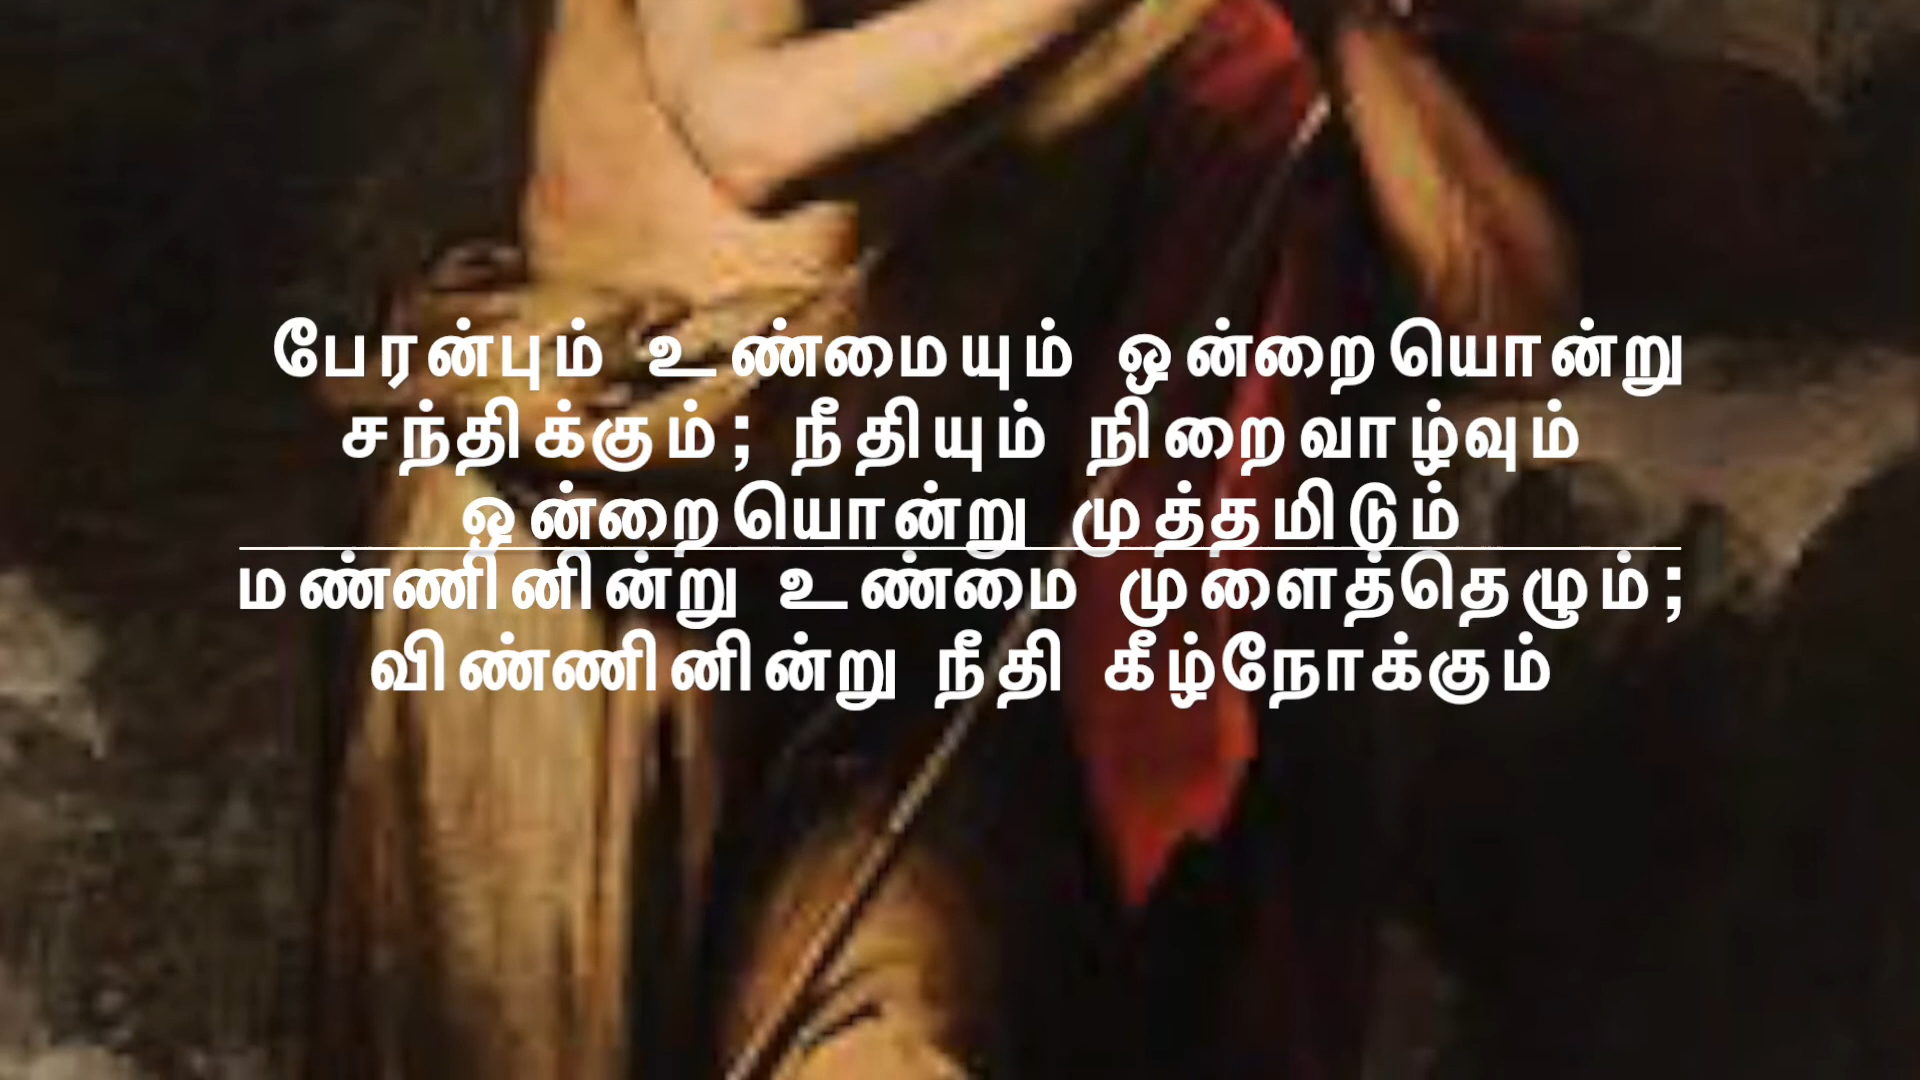 பேரன்பும் உண்மையும் ஒன்றையொன்று
சந்திக்கும்; நீதியும் நிறைவாழ்வும்
ஒன்றையொன்று முத்தமிடும்
மண்ணினின்று உண்மை முளைத்தெழும்;
விண்ணினின்று நீதி கீழ்நோக்கும்